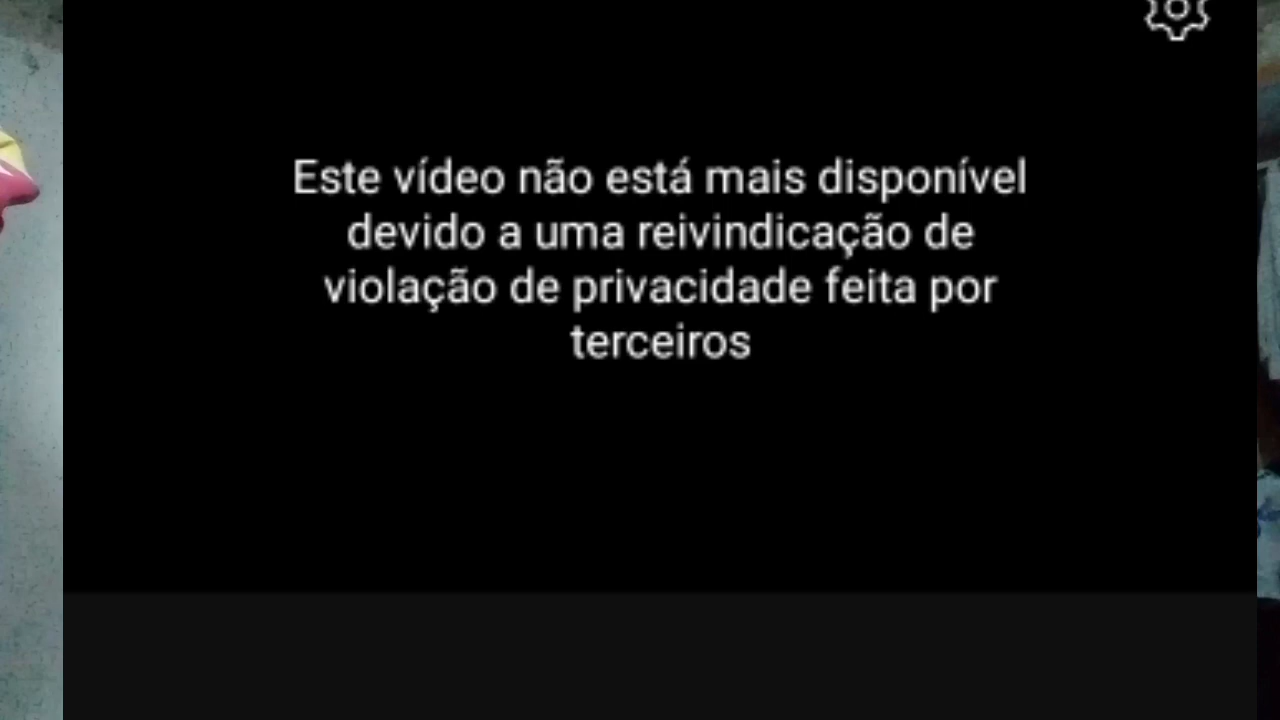 Este vídeo não está mais disponível
devido a uma reivindicação de
violação de privacidade feita por
terceiros